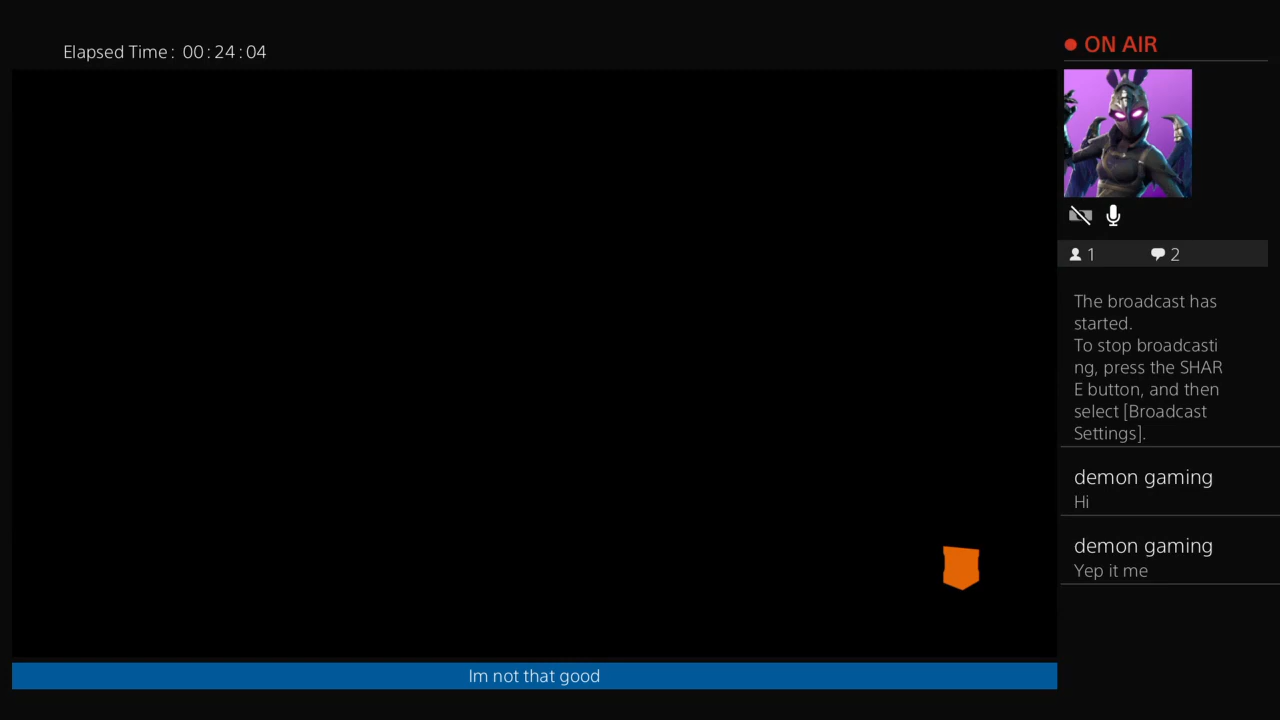 Elapsed Time: 00:24:04
ON AIR
1
2
The broadcast has
started.
To stop broadcasti
ng, press the SHAR
E button, and then
select [Broadcast
Settings].
demon gaming
Hi
demon gaming
Yep it me
Im not that good